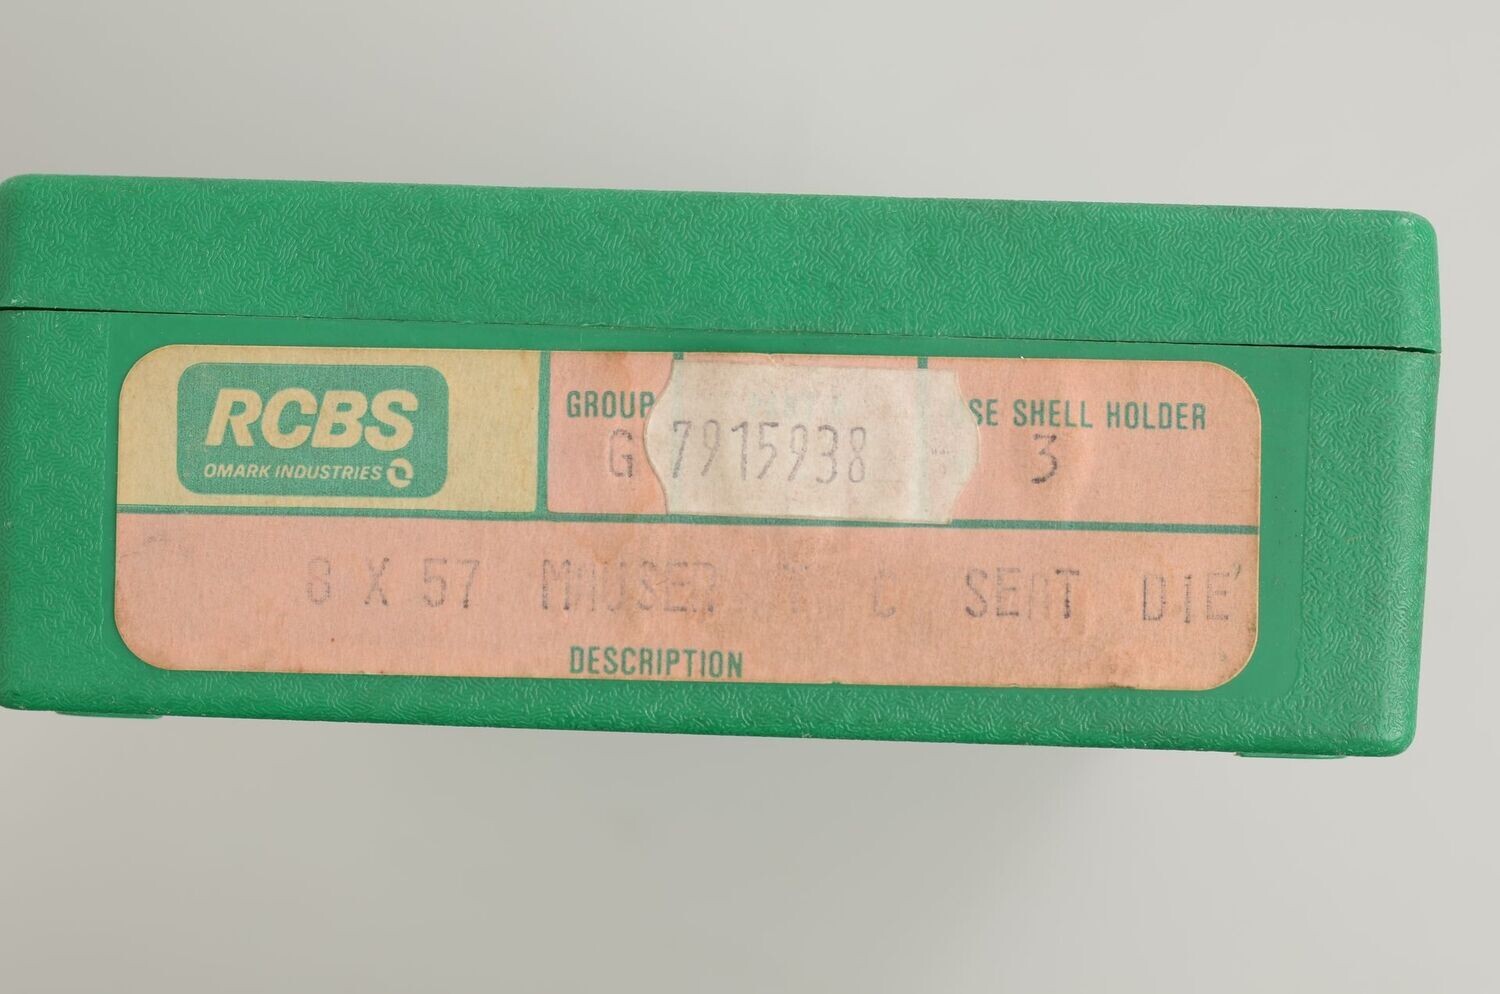 RCBS
OMARK INDUSTRIES
GROUP
SE SHELL HOLDER
G 7915938 3
8 X 57 MAUSER C SEAT DIE
DESCRIPTION